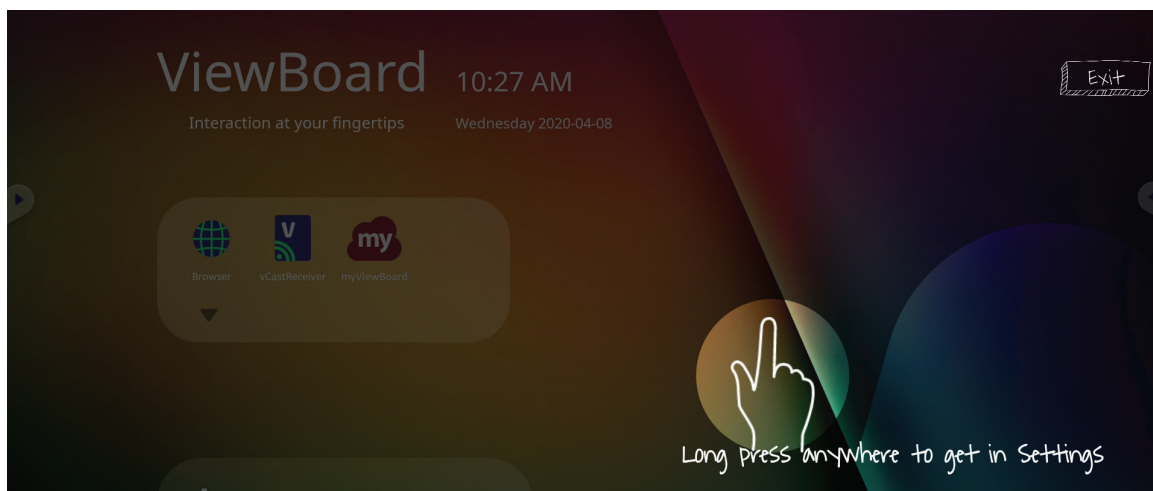 ViewBoard 10:27 AM
Exit
Interaction at your fingertips Wednesday 2020-04-08
V
my
Browser vCastReceiver myViewBoard
Long press anywhere to get in Settings